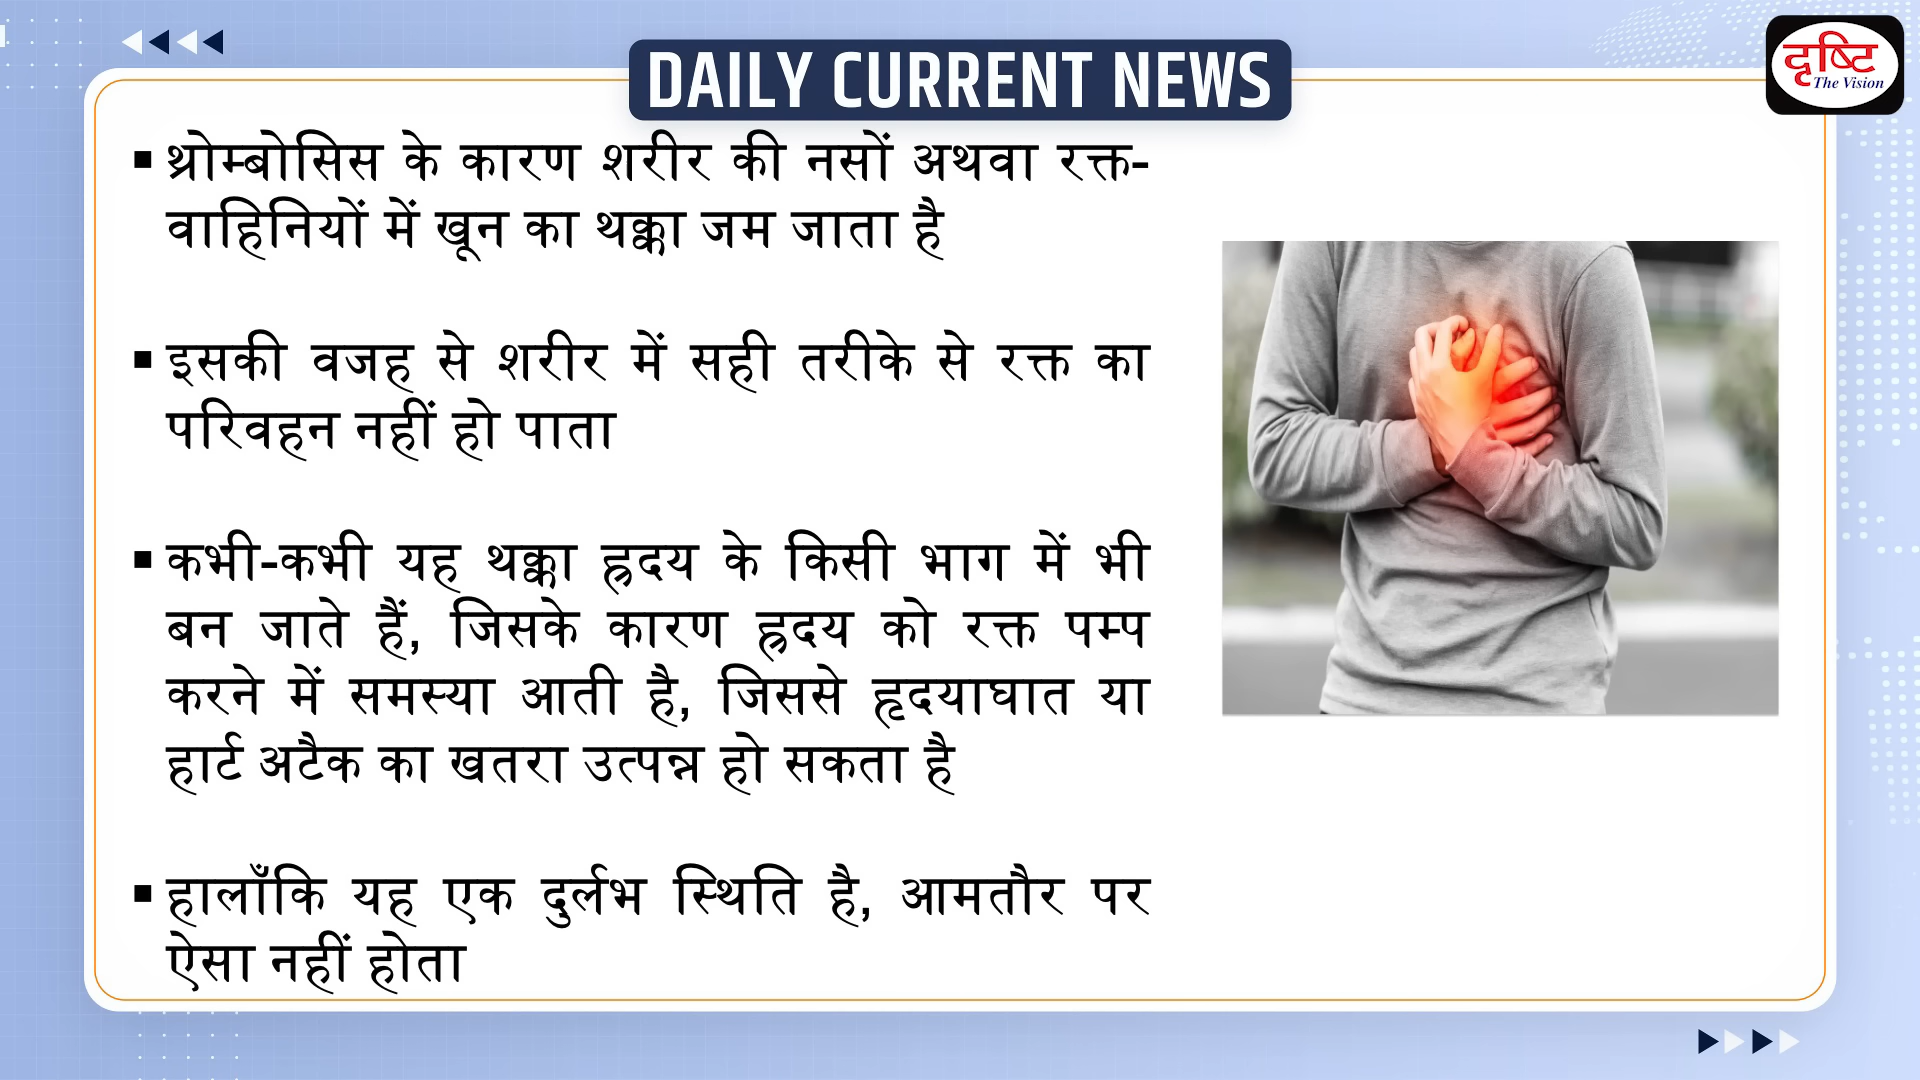 DAILY CURRENT NEWS
दृष्टि
The Vision
▪ थ्रोम्बोसिस के कारण शरीर की नसों अथवा रक्त-
वाहिनियों में खून का थक्का जम जाता है
▪ इसकी वजह से शरीर में सही तरीके से रक्त का
परिवहन नहीं हो पाता
▪ कभी-कभी यह थक्का ह्रदय के किसी भाग में भी
बन जाते हैं, जिसके कारण ह्रदय को रक्त पम्प
करने में समस्या आती है, जिससे हृदयाघात या
हार्ट अटैक का खतरा उत्पन्न हो सकता है
▪ हालाँकि यह एक दुर्लभ स्थिति है, आमतौर पर
ऐसा नहीं होता